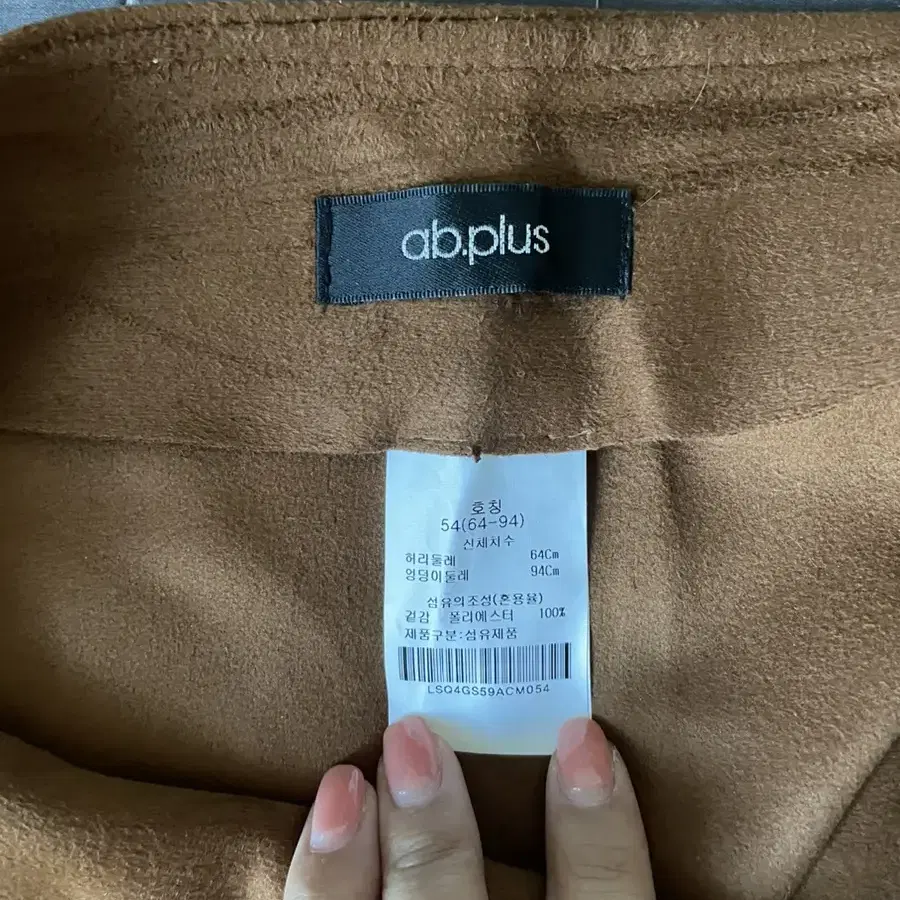 ab.plus
호칭
54(64-94)
신체치수
허리둘레 64Cm
엉덩이둘레 94Cm
섬유의조성(혼용율)
겉감 폴리에스터 100%
제품구분:섬유제품
LSQ4GS59ACM054